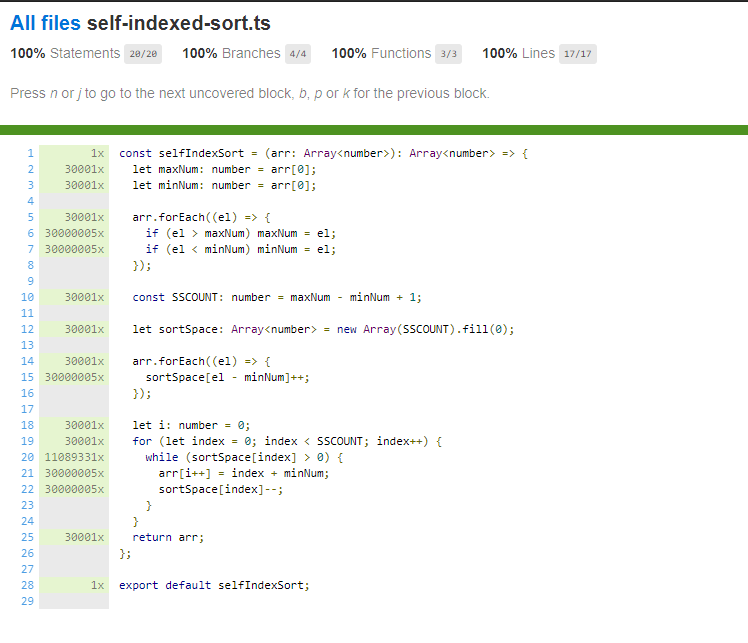 All files self-indexed-sort.ts
100% Statements 20/20 100% Branches 4/4 100% Functions 3/3 100% Lines 17/17
Press n or j to go to the next uncovered block, b, p or k for the previous block.
1 1x const selfIndexSort = (arr: Array<number>): Array<number> => {
2 30001x let maxNum: number = arr[0];
3 30001x let minNum: number = arr[0];
4
5 30001x arr.forEach((el) => {
6 30000005x if (el > maxNum) maxNum = el;
7 30000005x if (el < minNum) minNum = el;
8 });
9
10 30001x const SSCOUNT: number = maxNum - minNum + 1;
11
12 30001x let sortSpace: Array<number> = new Array(SSCOUNT).fill(0);
13
14 30001x arr.forEach((el) => {
15 30000005x sortSpace[el - minNum]++;
16 });
17
18 30001x let i: number = 0;
19 30001x for (let index = 0; index < SSCOUNT; index++) {
20 11089331x while (sortSpace[index] > 0) {
21 30000005x arr[i++] = index + minNum;
22 30000005x sortSpace[index]--;
23 }
24 }
25 30001x return arr;
26 };
27
28 1x export default selfIndexSort;
29